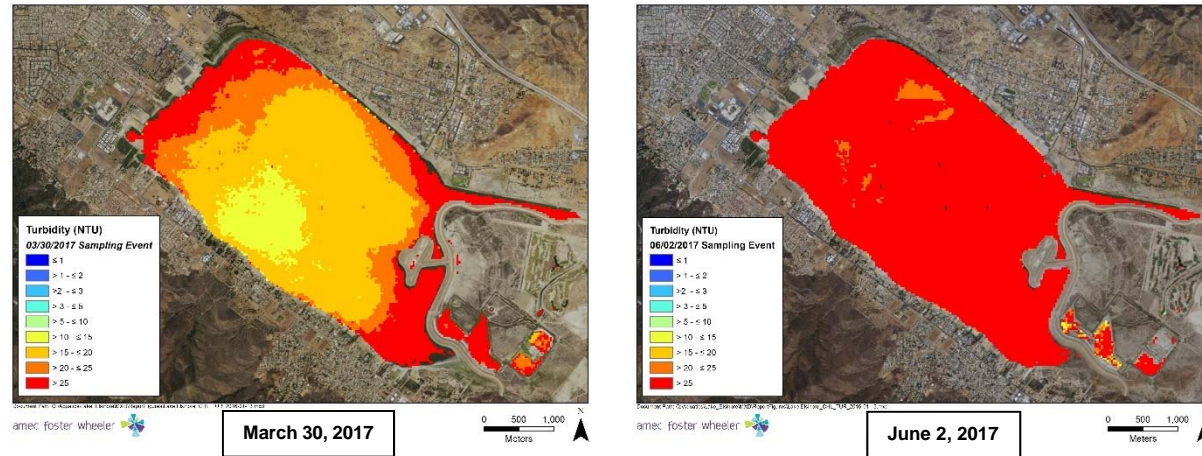 Turbidity (NTU)
03/30/2017 Sampling Event
≤ 1
> 1 - ≤ 2
>2 - ≤ 3
> 3 - ≤ 5
> 5 - ≤ 10
> 10 - ≤ 15
> 15 - ≤ 20
> 20 - ≤ 25
> 25
amec foster wheeler
March 30, 2017
0 500 1,000
Meters
N
Turbidity (NTU)
06/02/2017 Sampling Event
≤ 1
> 1 - ≤ 2
>2 - ≤ 3
> 3 - ≤ 5
> 5 - ≤ 10
> 10 - ≤ 15
> 15 - ≤ 20
> 20 - ≤ 25
> 25
amec foster wheeler
June 2, 2017
0 500 1,000
Meters